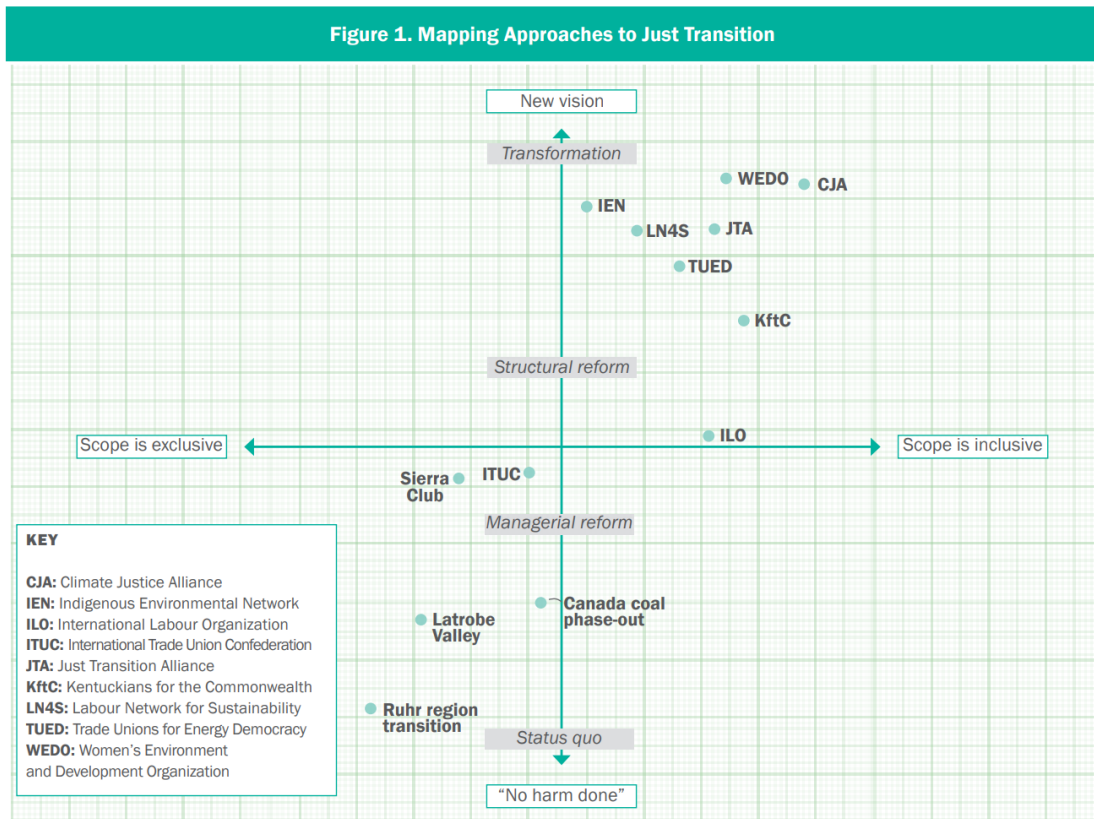 Figure 1. Mapping Approaches to Just Transition
New vision
Transformation
WEDO
CJA
IEN
LN4S
JTA
TUED
KftC
Structural reform
ILO
Scope is exclusive
Scope is inclusive
Sierra
Club
ITUC
Managerial reform
Canada coal
phase-out
Latrobe
Valley
Ruhr region
transition
Status quo
"No harm done"
KEY
CJA: Climate Justice Alliance
IEN: Indigenous Environmental Network
ILO: International Labour Organization
ITUC: International Trade Union Confederation
JTA: Just Transition Alliance
KftC: Kentuckians for the Commonwealth
LN4S: Labour Network for Sustainability
TUED: Trade Unions for Energy Democracy
WEDO: Women's Environment
and Development Organization